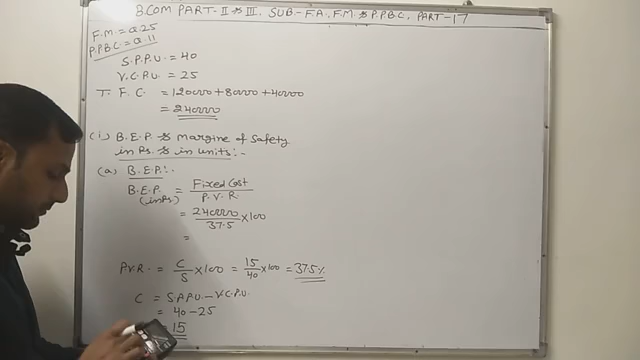 B.COM PART-II & III. SUB-F.A, F.M. & P.P.B.C, PART-17
F.M. = Q.25
P.P.B.C = Q.11
S.P.P.U. = 40
V.C.P.U. = 25
T. F. C. = 120000 + 80000 + 40000
= 240000
(i) B.E.P. & Margine of Safety
in Rs. & in units:-
(a) B.E.P.:-
B.E.P. (in Rs.) = Fixed Cost / P.V.R.
= 240000 / 37.5 × 100
=
P.V.R. = C / S × 100 = 15 / 40 × 100 = 37.5%
C = S.P.P.U. - V.C.P.U.
= 40 - 25
15